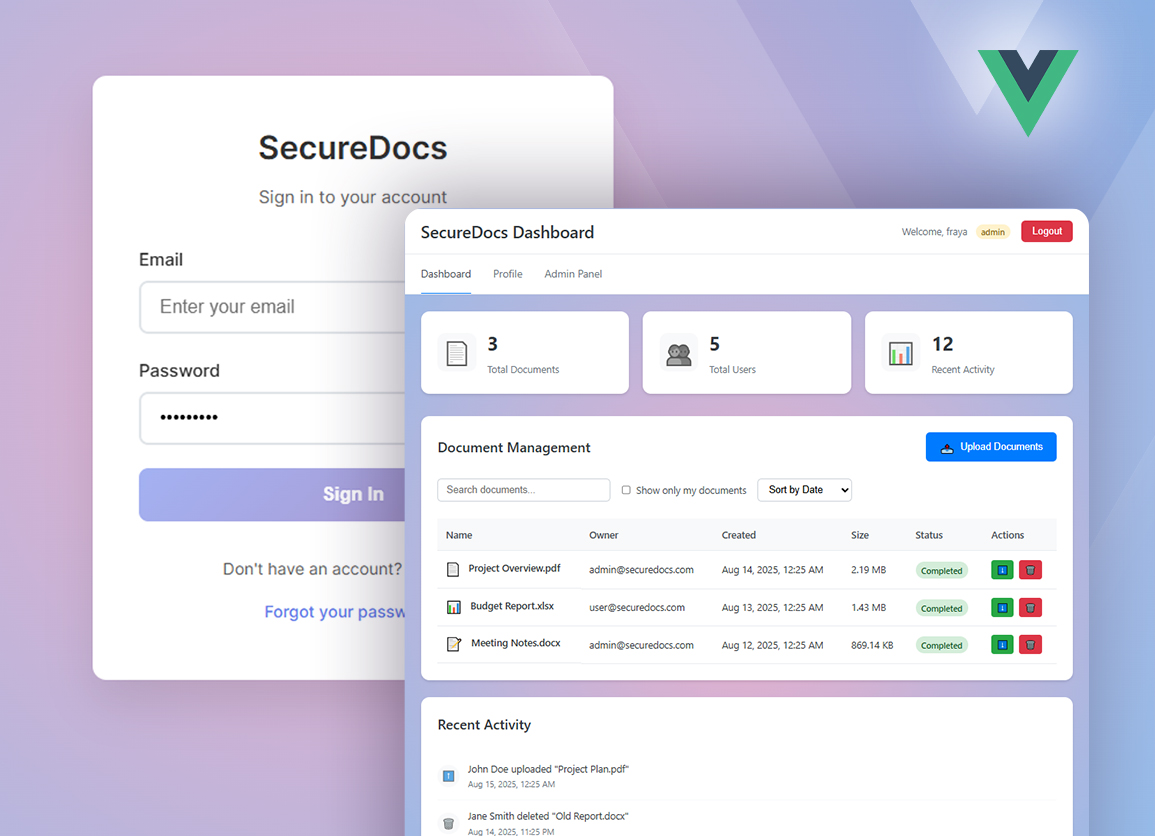 SecureDocs
Sign in to your account
Email
Enter your email
Password
Sign In
Don't have an account?
Forgot your passw
SecureDocs Dashboard
Welcome, fraya admin Logout
Dashboard Profile Admin Panel
3
Total Documents
5
Total Users
12
Recent Activity
Document Management
Upload Documents
Search documents... Show only my documents Sort by Date
Name Owner Created Size Status Actions
Project Overview.pdf admin@securedocs.com Aug 14, 2025, 12:25 AM 2.19 MB Completed
Budget Report.xlsx user@securedocs.com Aug 13, 2025, 12:25 AM 1.43 MB Completed
Meeting Notes.docx admin@securedocs.com Aug 12, 2025, 12:25 AM 869.14 KB Completed
Recent Activity
John Doe uploaded "Project Plan.pdf"
Aug 15, 2025, 12:25 AM
Jane Smith deleted "Old Report.docx"
Aug 14, 2025, 11:25 PM